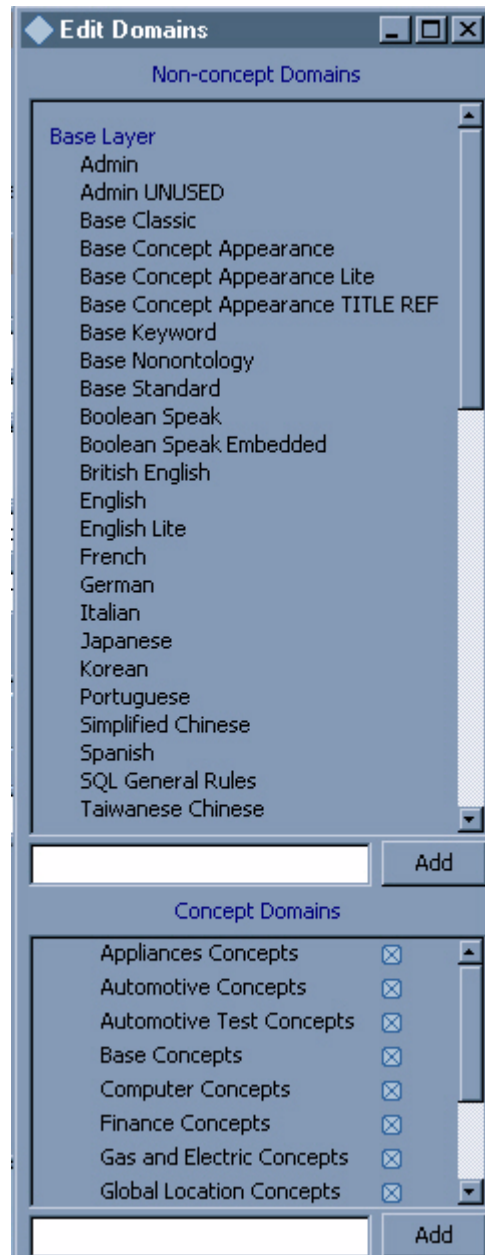 Edit Domains
Non-concept Domains
Base Layer
Admin
Admin UNUSED
Base Classic
Base Concept Appearance
Base Concept Appearance Lite
Base Concept Appearance TITLE REF
Base Keyword
Base Nonontology
Base Standard
Boolean Speak
Boolean Speak Embedded
British English
English
English Lite
French
German
Italian
Japanese
Korean
Portuguese
Simplified Chinese
Spanish
SQL General Rules
Taiwanese Chinese
Add
Concept Domains
Appliances Concepts
Automotive Concepts
Automotive Test Concepts
Base Concepts
Computer Concepts
Finance Concepts
Gas and Electric Concepts
Global Location Concepts
Add